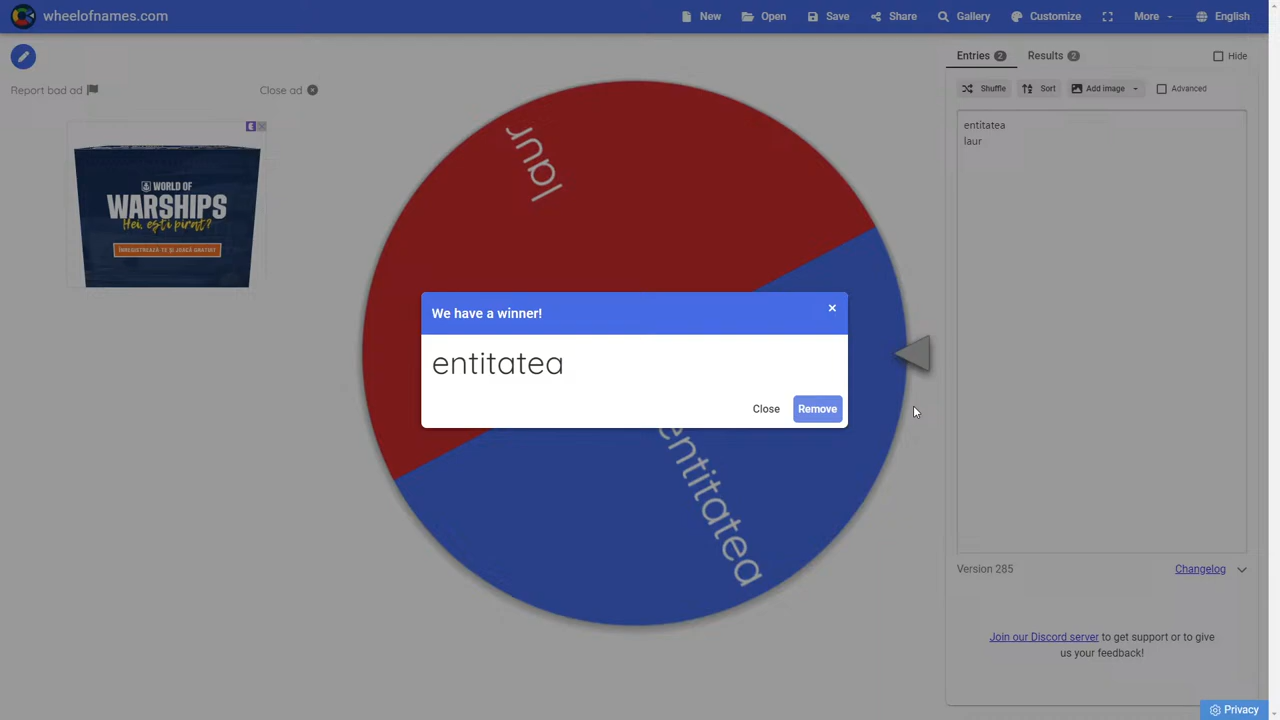 wheelofnames.com
New
Open
Save
Share
Gallery
Customize
More
English
Report bad ad
Close ad
WORLD OF
WARSHIPS
Hei, ești pirat?
ÎNREGISTREAZĂ-TE ȘI JOACĂ GRATUIT!
laur
entitatea
We have a winner!
entitatea
Close
Remove
Entries 2
Results 2
Hide
Shuffle
Sort
Add image
Advanced
entitatea
laur
Version 285
Changelog
Join our Discord server to get support or to give
us your feedback!
Privacy